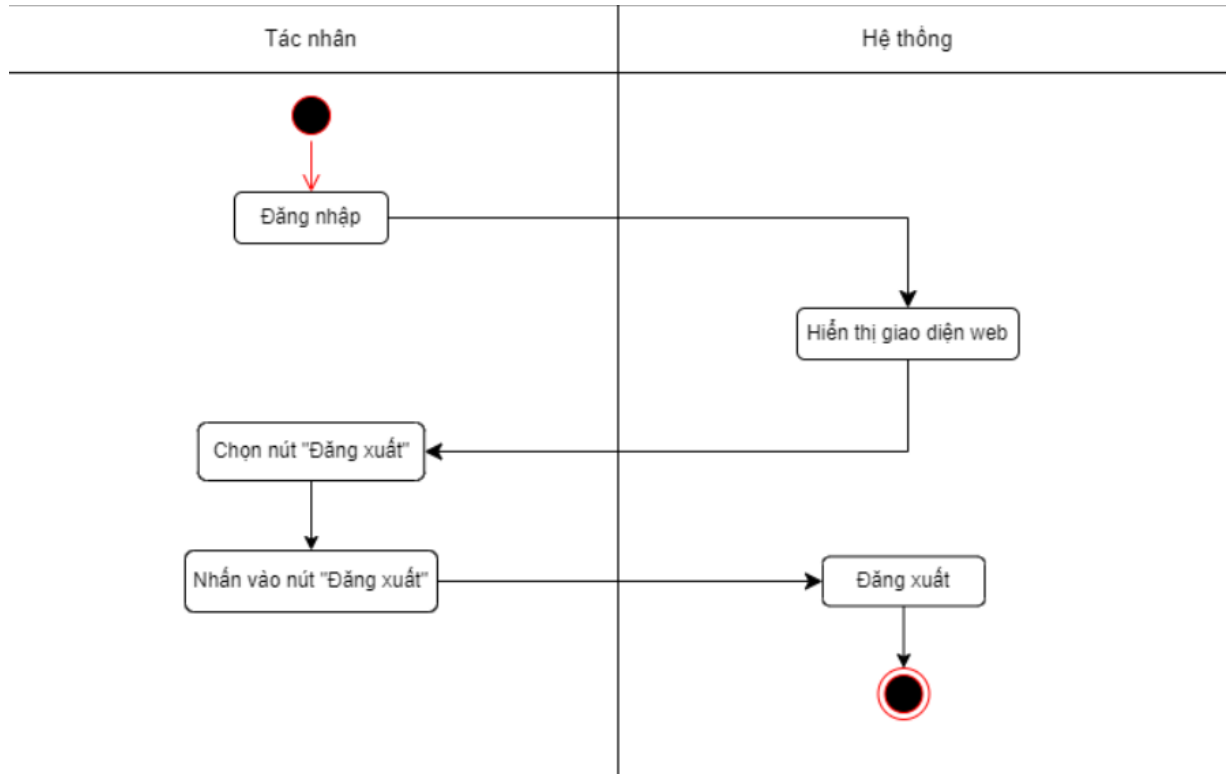 Tác nhân
Hệ thống
Đăng nhập
Hiển thị giao diện web
Chọn nút "Đăng xuất"
Nhấn vào nút "Đăng xuất"
Đăng xuất